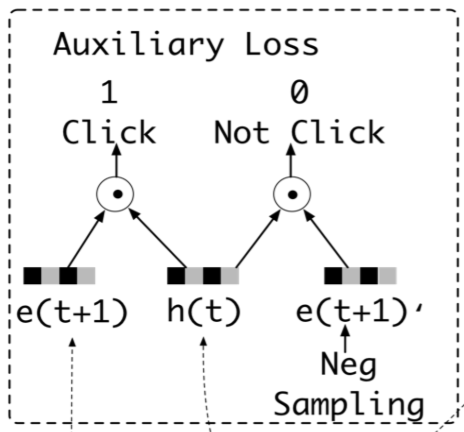 Auxiliary Loss
1 0
Click Not Click
e(t+1) h(t) e(t+1)'
Neg
Sampling